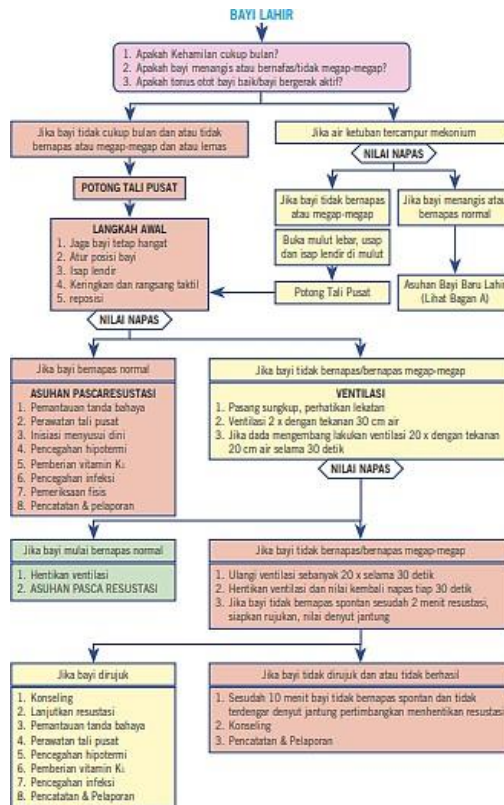 BAYI LAHIR
1. Apakah Kehamilan cukup bulan?
2. Apakah bayi menangis atau bernafas/tidak megap-megap?
3. Apakah tonus otot bayi baik/bayi bergerak aktif?
Jika bayi tidak cukup bulan dan atau tidak
bernapas atau megap-megap dan atau lemas
Jika air ketuban tercampur mekonium
NILAI NAPAS
POTONG TALI PUSAT
Jika bayi tidak bernapas
atau megap-megap
Jika bayi menangis atau
bernapas normal
LANGKAH AWAL
1. Jaga bayi tetap hangat
2. Atur posisi bayi
3. Isap lendir
4. Keringkan dan rangsang taktil
5. reposisi
Buka mulut lebar, usap
dan isap lendir di mulut
Potong Tali Pusat
Asuhan Bayi Baru Lahir
(Lihat Bagan A)
NILAI NAPAS
Jika bayi bernapas normal
ASUHAN PASCARESUSTASI
1. Pemantauan tanda bahaya
2. Perawatan tali pusat
3. Inisiasi menyusui dini
4. Pencegahan hipotermi
5. Pemberian vitamin K1
6. Pencegahan infeksi
7. Pemeriksaan fisis
8. Pencatatan & pelaporan
Jika bayi tidak bernapas/bernapas megap-megap
VENTILASI
1. Pasang sungkup, perhatikan lekatan
2. Ventilasi 2 x dengan tekanan 30 cm air
3. Jika dada mengembang lakukan ventilasi 20 x dengan tekanan
20 cm air selama 30 detik
NILAI NAPAS
Jika bayi mulai bernapas normal
1. Hentikan ventilasi
2. ASUHAN PASCA RESUSTASI
Jika bayi tidak bernapas/bernapas megap-megap
1. Ulangi ventilasi sebanyak 20 x selama 30 detik
2. Hentikan ventilasi dan nilai kembali napas tiap 30 detik
3. Jika bayi tidak bernapas spontan sesudah 2 menit resustasi,
siapkan rujukan, nilai denyut jantung
Jika bayi dirujuk
1. Konseling
2. Lanjutkan resustasi
3. Pemantauan tanda bahaya
4. Perawatan tali pusat
5. Pencegahan hipotermi
6. Pemberian vitamin K1
7. Pencegahan infeksi
8. Pencatatan & Pelaporan
Jika bayi tidak dirujuk dan atau tidak berhasil
1. Sesudah 10 menit bayi tidak bernapas spontan dan tidak
terdengar denyut jantung pertimbangkan menhentikan resustasi
2. Konseling
3. Pencatatan & Pelaporan